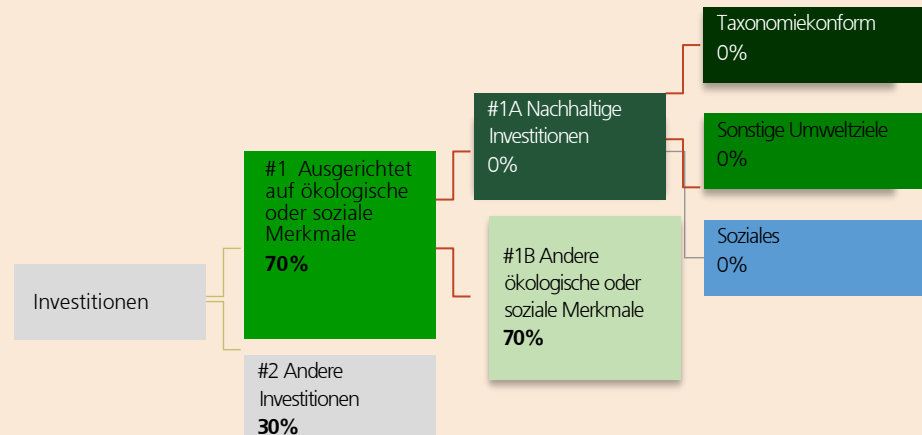 Investitionen
#1 Ausgerichtet
auf ökologische
oder soziale
Merkmale
70%
#2 Andere
Investitionen
30%
#1A Nachhaltige
Investitionen
0%
#1B Andere
ökologische oder
soziale Merkmale
70%
Taxonomiekonform
0%
Sonstige Umweltziele
0%
Soziales
0%